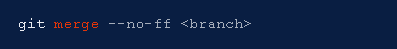 git merge --no-ff <branch>